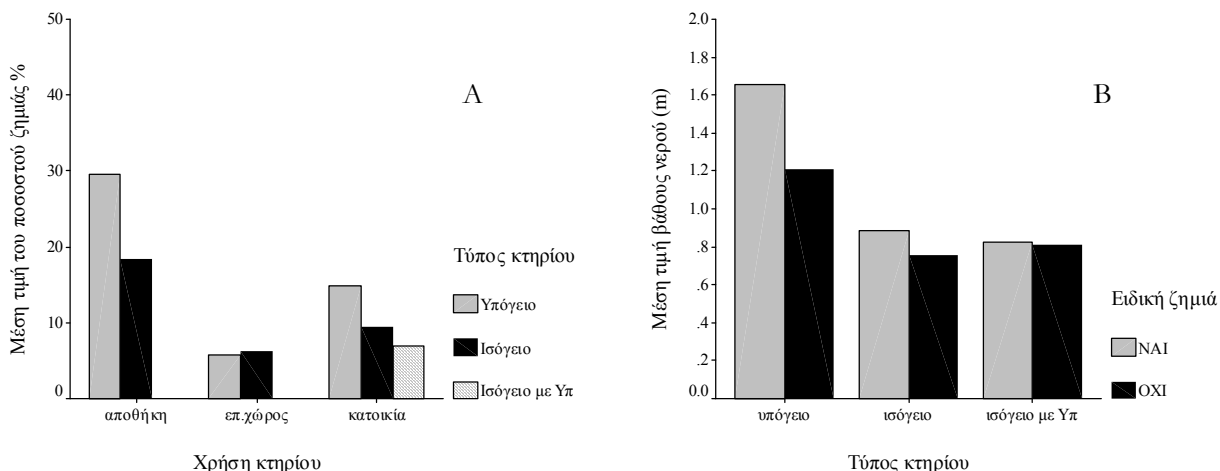 50
40
30
20
10
0
Μέση τιμή του ποσοστού ζημιάς %
A
Τύπος κτηρίου
Υπόγειο
Ισόγειο
Ισόγειο με Υπ
αποθήκη επ.χώρος κατοικία
Χρήση κτηρίου
2.0
1.8
1.6
1.4
1.2
1.0
.8
.6
.4
.2
0.0
Μέση τιμή βάθους νερού (m)
B
Ειδική ζημιά
ΝΑΙ
ΟΧΙ
υπόγειο ισόγειο ισόγειο με Υπ
Τύπος κτηρίου